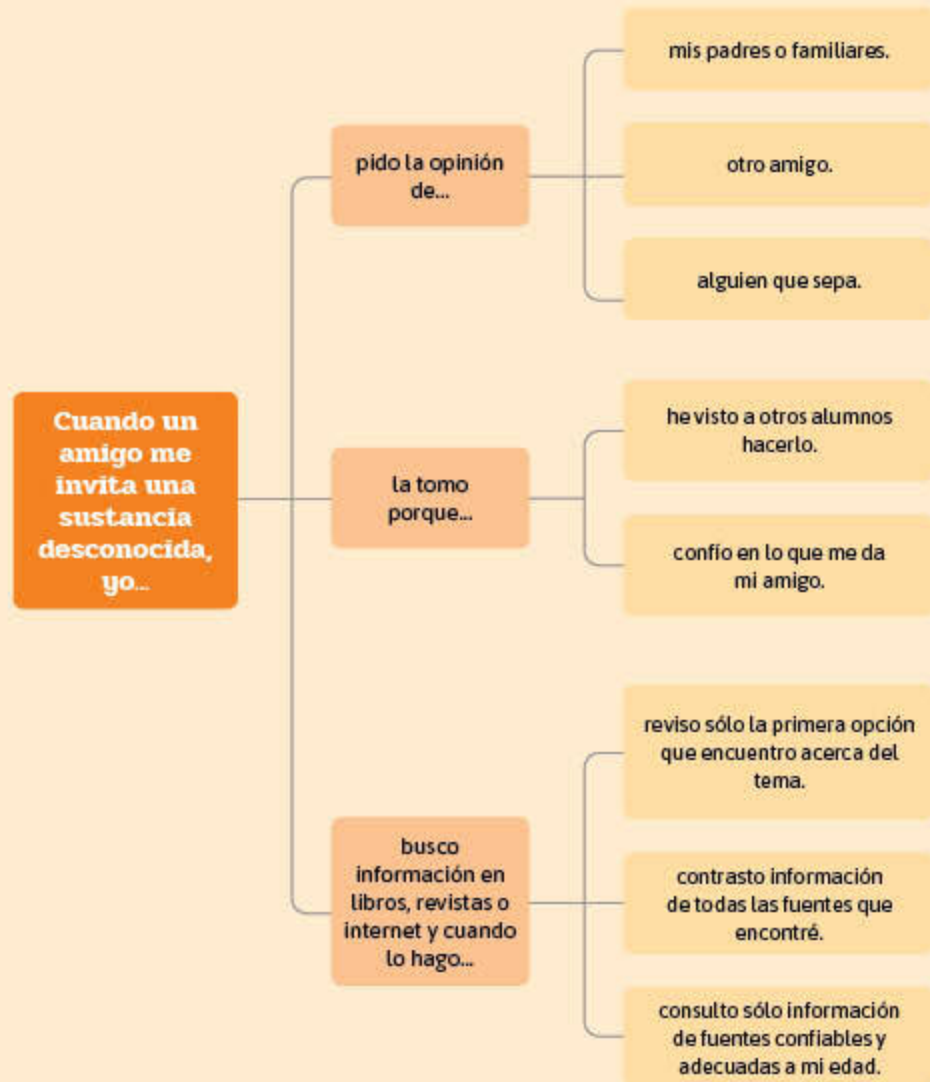 Cuando un
amigo me
invita una
sustancia
desconocida,
yo...
pido la opinión
de...
mis padres o familiares.
otro amigo.
alguien que sepa.
la tomo
porque...
he visto a otros alumnos
hacerlo.
confío en lo que me da
mi amigo.
busco
información en
libros, revistas o
internet y cuando
lo hago...
reviso sólo la primera opción
que encuentro acerca del
tema.
contrasto información
de todas las fuentes que
encontré.
consulto sólo información
de fuentes confiables y
adecuadas a mi edad.